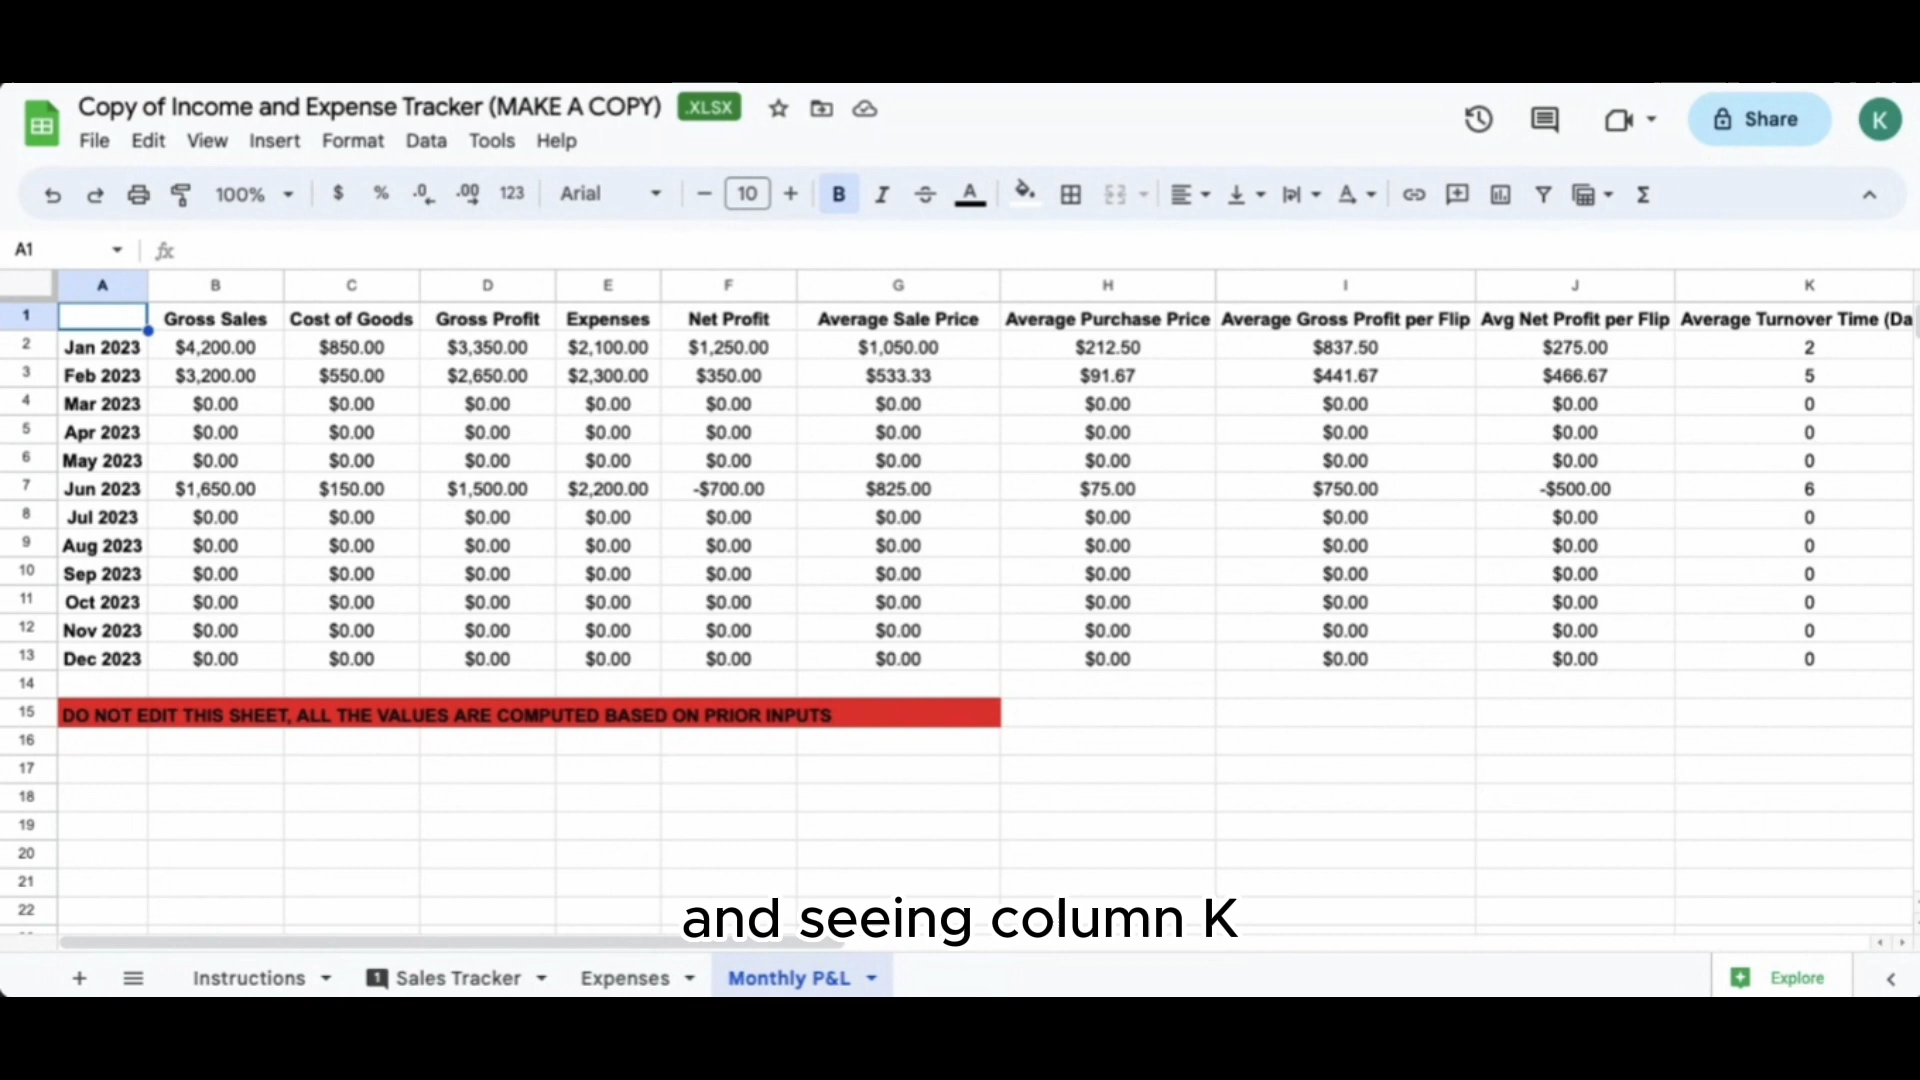 Copy of Income and Expense Tracker (MAKE A COPY) .XLSX
File Edit View Insert Format Data Tools Help
Share K
100% $ % .0 .00 123 Arial 10 B I A A Σ
A1 fx
A B C D E F G H I J K
1 Gross Sales Cost of Goods Gross Profit Expenses Net Profit Average Sale Price Average Purchase Price Average Gross Profit per Flip Avg Net Profit per Flip Average Turnover Time (Da
2 Jan 2023 $4,200.00 $850.00 $3,350.00 $2,100.00 $1,250.00 $1,050.00 $212.50 $837.50 $275.00 2
3 Feb 2023 $3,200.00 $550.00 $2,650.00 $2,300.00 $350.00 $533.33 $91.67 $441.67 $466.67 5
4 Mar 2023 $0.00 $0.00 $0.00 $0.00 $0.00 $0.00 $0.00 $0.00 $0.00 0
5 Apr 2023 $0.00 $0.00 $0.00 $0.00 $0.00 $0.00 $0.00 $0.00 $0.00 0
6 May 2023 $0.00 $0.00 $0.00 $0.00 $0.00 $0.00 $0.00 $0.00 $0.00 0
7 Jun 2023 $1,650.00 $150.00 $1,500.00 $2,200.00 -$700.00 $825.00 $75.00 $750.00 -$500.00 6
8 Jul 2023 $0.00 $0.00 $0.00 $0.00 $0.00 $0.00 $0.00 $0.00 $0.00 0
9 Aug 2023 $0.00 $0.00 $0.00 $0.00 $0.00 $0.00 $0.00 $0.00 $0.00 0
10 Sep 2023 $0.00 $0.00 $0.00 $0.00 $0.00 $0.00 $0.00 $0.00 $0.00 0
11 Oct 2023 $0.00 $0.00 $0.00 $0.00 $0.00 $0.00 $0.00 $0.00 $0.00 0
12 Nov 2023 $0.00 $0.00 $0.00 $0.00 $0.00 $0.00 $0.00 $0.00 $0.00 0
13 Dec 2023 $0.00 $0.00 $0.00 $0.00 $0.00 $0.00 $0.00 $0.00 $0.00 0
14
15 DO NOT EDIT THIS SHEET, ALL THE VALUES ARE COMPUTED BASED ON PRIOR INPUTS
16
17
18
19
20
21
22
and seeing column K
1
Instructions Sales Tracker Expenses Monthly P&L Explore